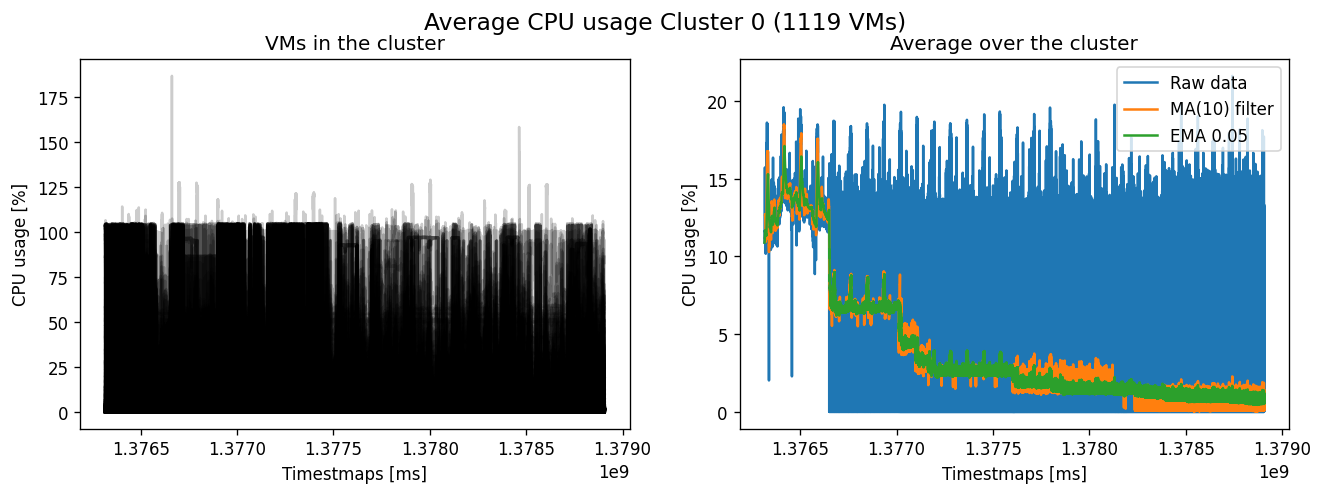 Average CPU usage Cluster 0 (1119 VMs)
VMs in the cluster
CPU usage [%]
175
150
125
100
75
50
25
0
1.3765 1.3770 1.3775 1.3780 1.3785 1.3790
1e9
Timestmaps [ms]
Average over the cluster
CPU usage [%]
20
15
10
5
0
1.3765 1.3770 1.3775 1.3780 1.3785 1.3790
1e9
Timestmaps [ms]
Raw data
MA(10) filter
EMA 0.05